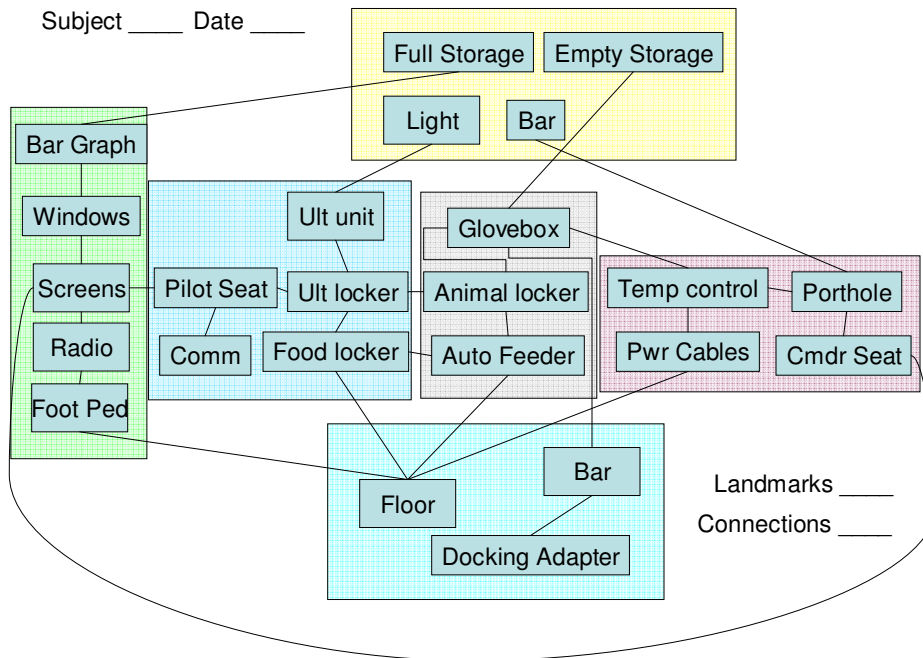 Subject ____ Date ____
Full Storage
Empty Storage
Light
Bar
Bar Graph
Windows
Screens
Radio
Foot Ped
Ult unit
Pilot Seat
Ult locker
Comm
Food locker
Glovebox
Animal locker
Auto Feeder
Temp control
Porthole
Pwr Cables
Cmdr Seat
Floor
Bar
Docking Adapter
Landmarks ____
Connections ____